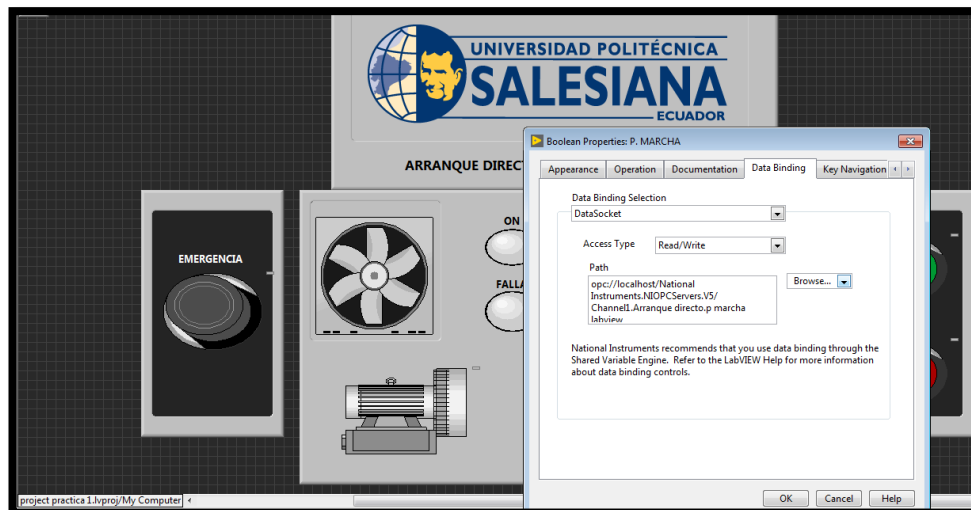 UNIVERSIDAD POLITÉCNICA
SALESIANA
ECUADOR
ARRANQUE DIREC
EMERGENCIA
ON
FALLA
Boolean Properties: P. MARCHA
Appearance
Operation
Documentation
Data Binding
Key Navigation
Data Binding Selection
DataSocket
Access Type
Read/Write
Path
opc://localhost/National
Instruments.NIOPCServers.V5/
Channel1.Arranque directo.p marcha
labview
Browse...
National Instruments recommends that you use data binding through the
Shared Variable Engine. Refer to the LabVIEW Help for more information
about data binding controls.
OK
Cancel
Help
project practica 1.lvproj/My Computer